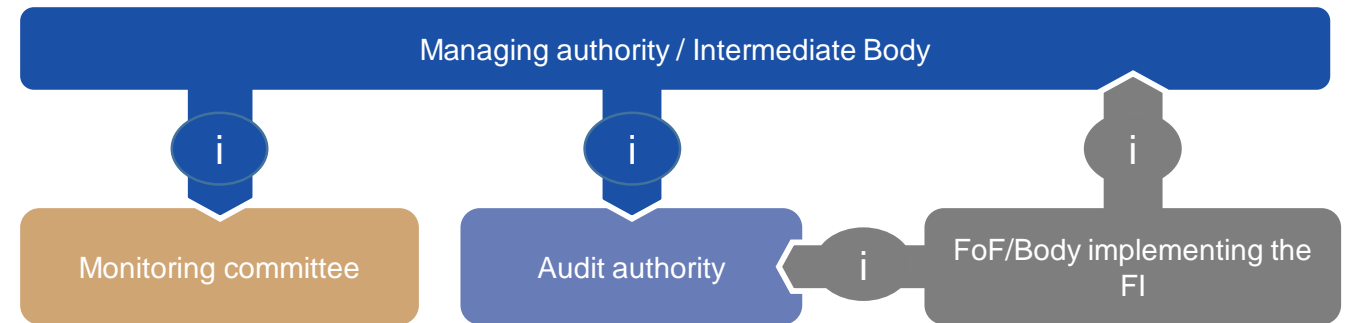 Managing authority / Intermediate Body
i
i
i
Monitoring committee
Audit authority
i
FoF/Body implementing the
FI